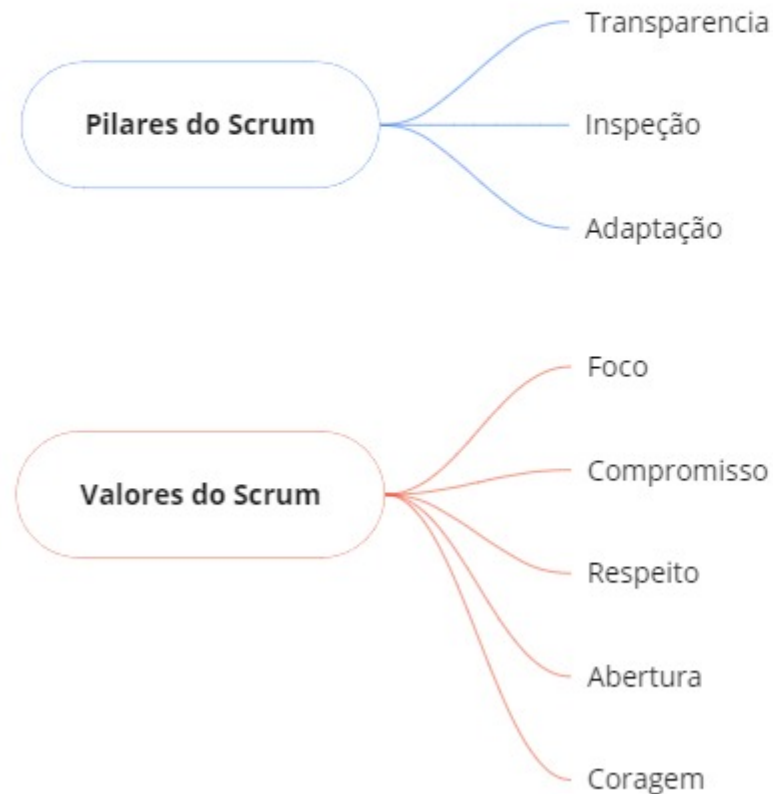 Pilares do Scrum
Transparencia
Inspeção
Adaptação
Valores do Scrum
Foco
Compromisso
Respeito
Abertura
Coragem